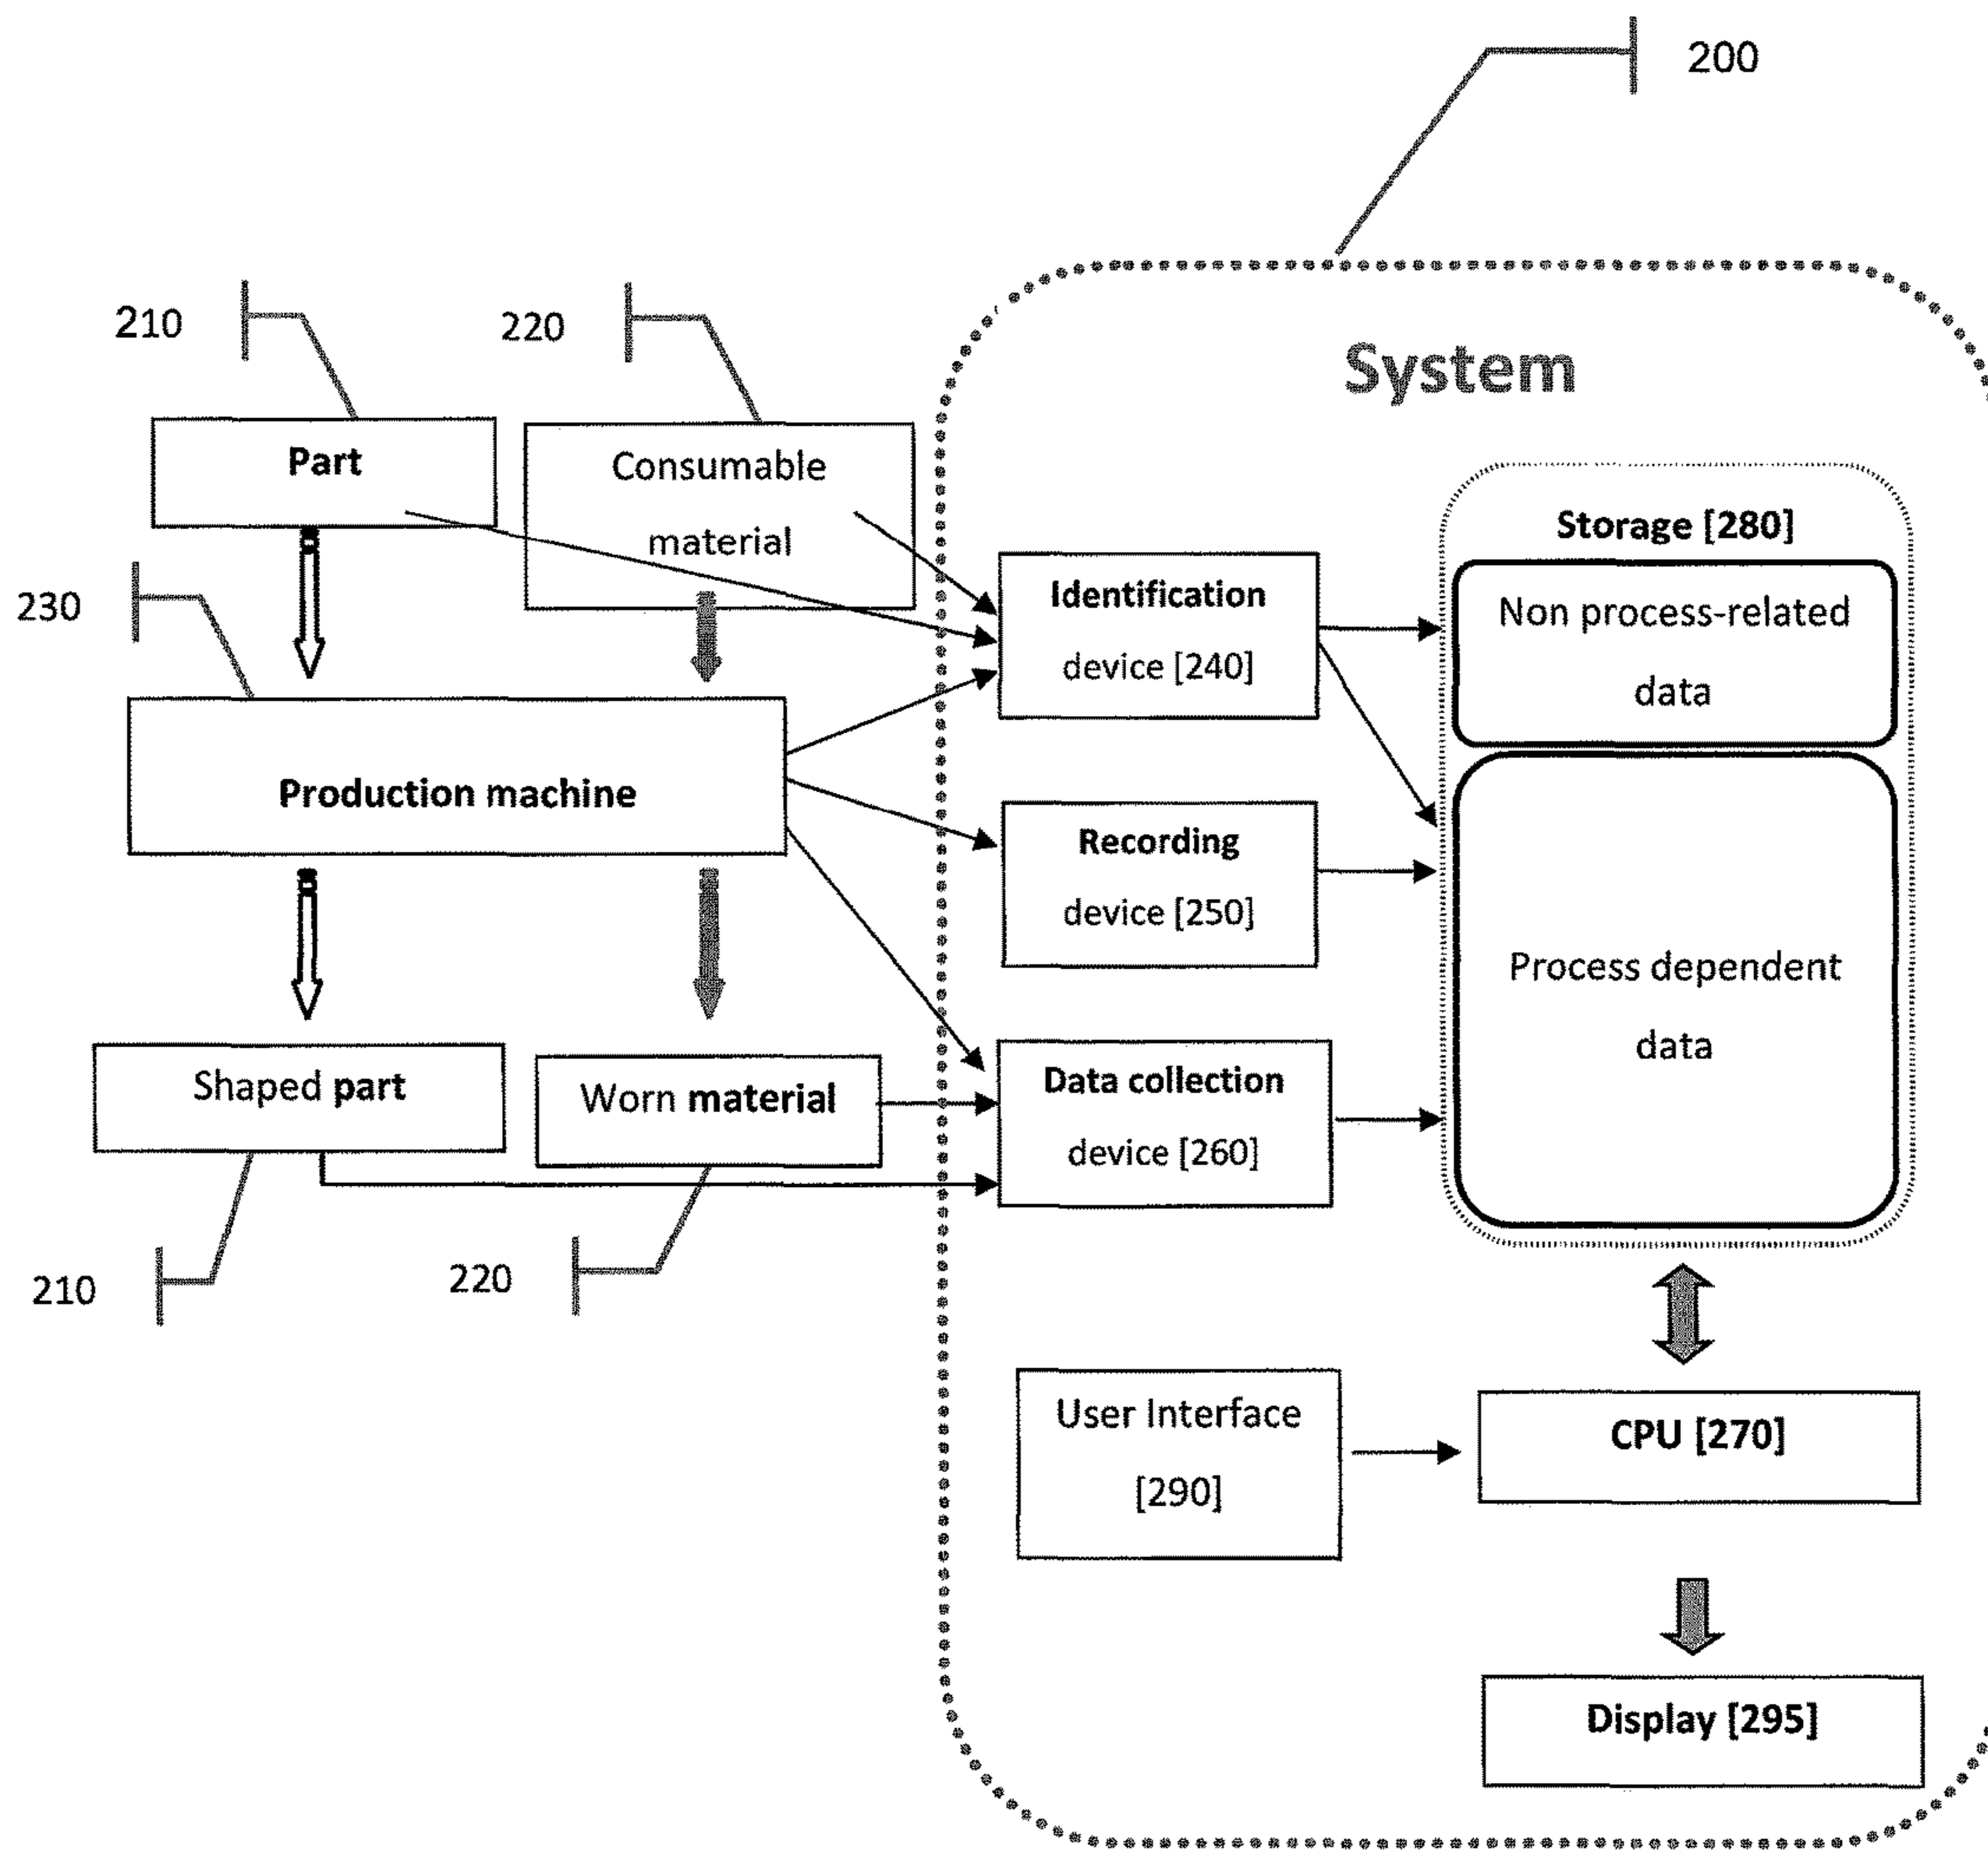 200
210
220
System
Part
Consumable
material
Storage [280]
230
Identification
device [240]
Non process-related
data
Production machine
Recording
device [250]
Process dependent
data
Shaped part
Worn material
Data collection
device [260]
210
220
User Interface
[290]
CPU [270]
Display [295]